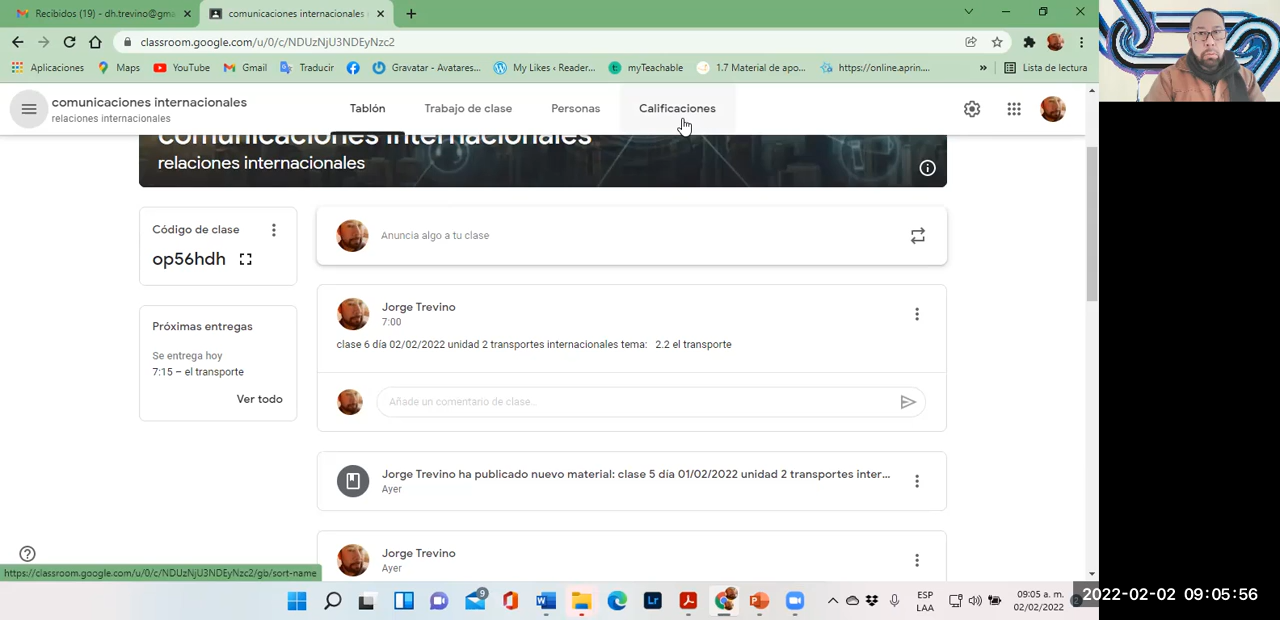 Recibidos (19) - dh.trevino@gma
comunicaciones internacionales
classroom.google.com/u/0/c/NDUzNjU3NDEyNzc2
Aplicaciones
Maps
YouTube
Gmail
Traducir
Gravatar - Avatares...
My Likes ‹ Reader...
myTeachable
1.7 Material de apo...
https://online.aprin...
»
Lista de lectura
comunicaciones internacionales
relaciones internacionales
Tablón
Trabajo de clase
Personas
Calificaciones
comunicaciones internacionales
relaciones internacionales
Código de clase
op56hdh
Anuncia algo a tu clase
Próximas entregas
Se entrega hoy
7:15 – el transporte
Ver todo
Jorge Trevino
7:00
clase 6 día 02/02/2022 unidad 2 transportes internacionales tema: 2.2 el transporte
Añade un comentario de clase...
Jorge Trevino ha publicado nuevo material: clase 5 día 01/02/2022 unidad 2 transportes inter...
Ayer
Jorge Trevino
Ayer
https://classroom.google.com/u/0/c/NDUzNjU3NDEyNzc2/gb/sort-name
9
ESP
LAA
09:05 a. m.
02/02/2022
2022-02-02 09:05:56